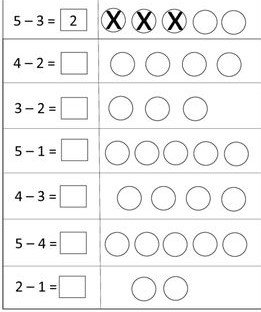 5 – 3 = 2 X X X
4 – 2 =
3 – 2 =
5 – 1 =
4 – 3 =
5 – 4 =
2 – 1 =